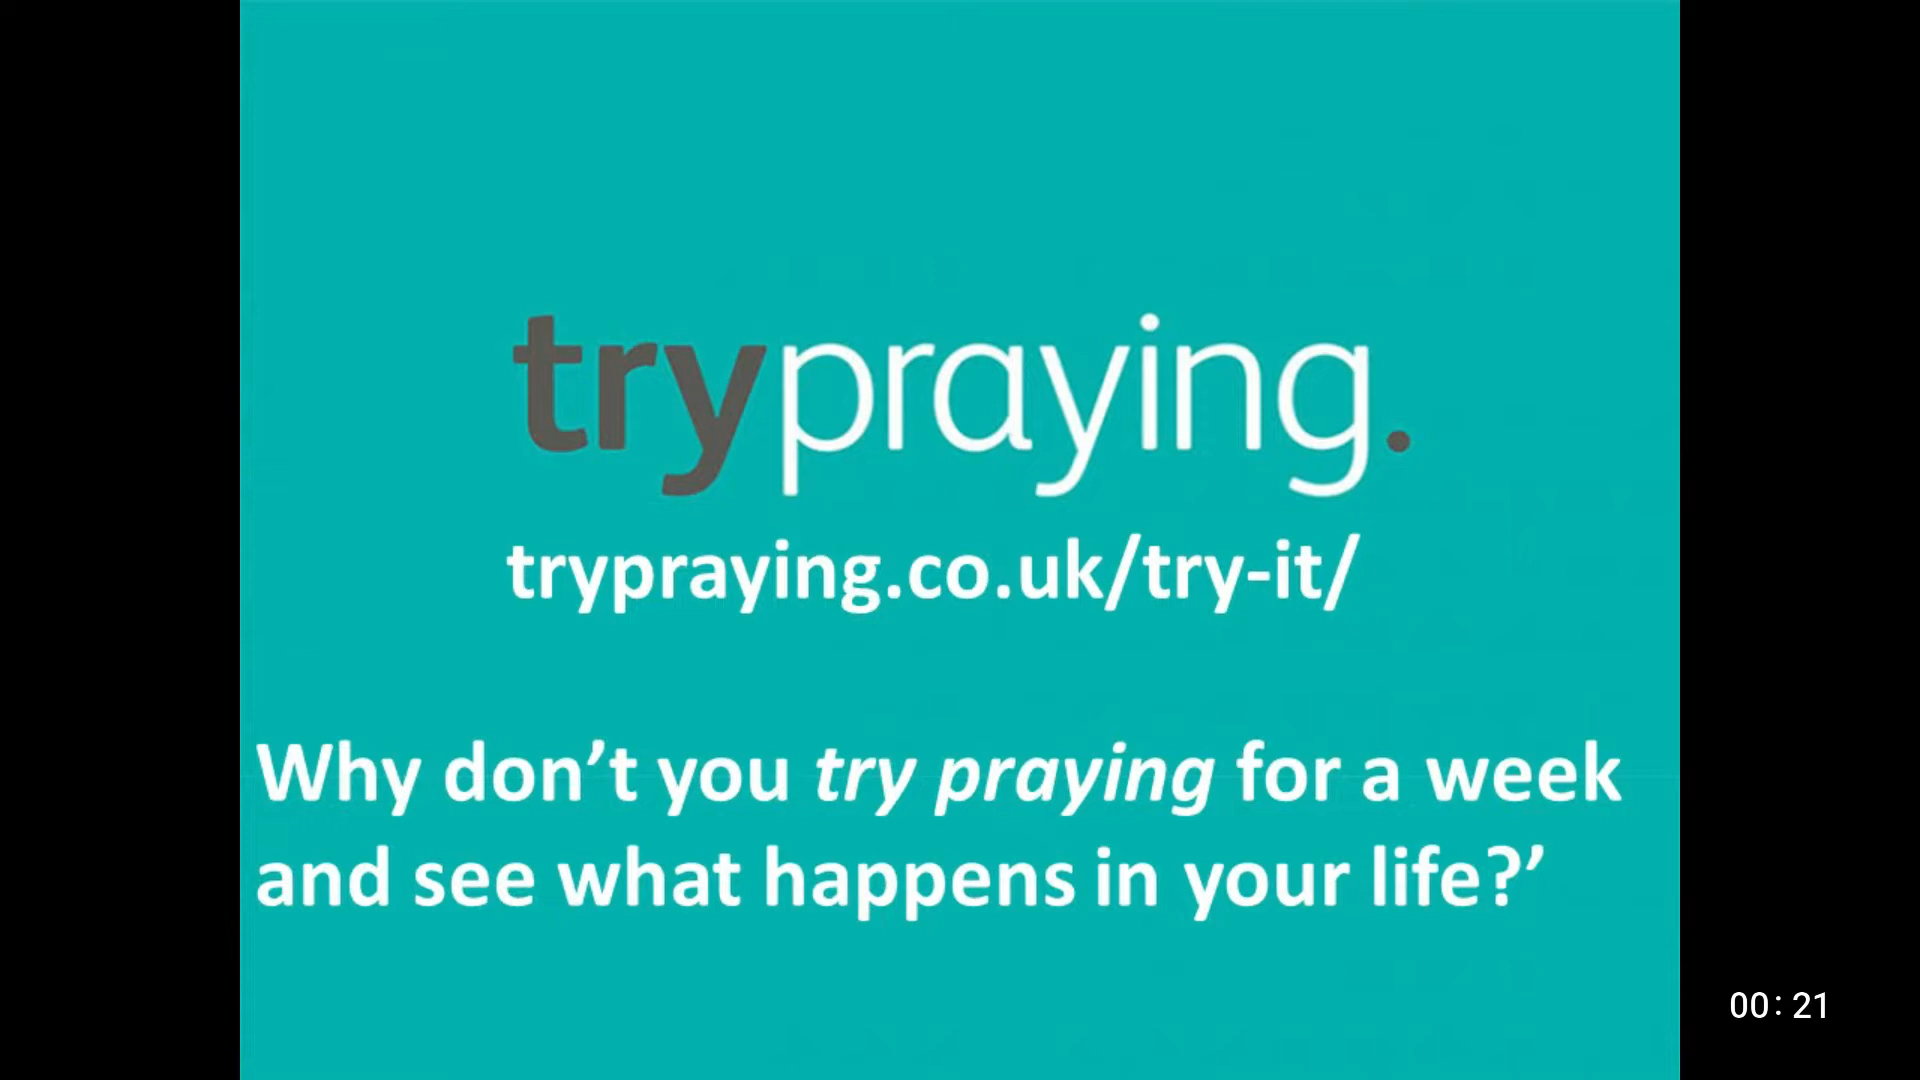 trypraying.
trypraying.co.uk/try-it/
Why don’t you try praying for a week
and see what happens in your life?’
00: 21